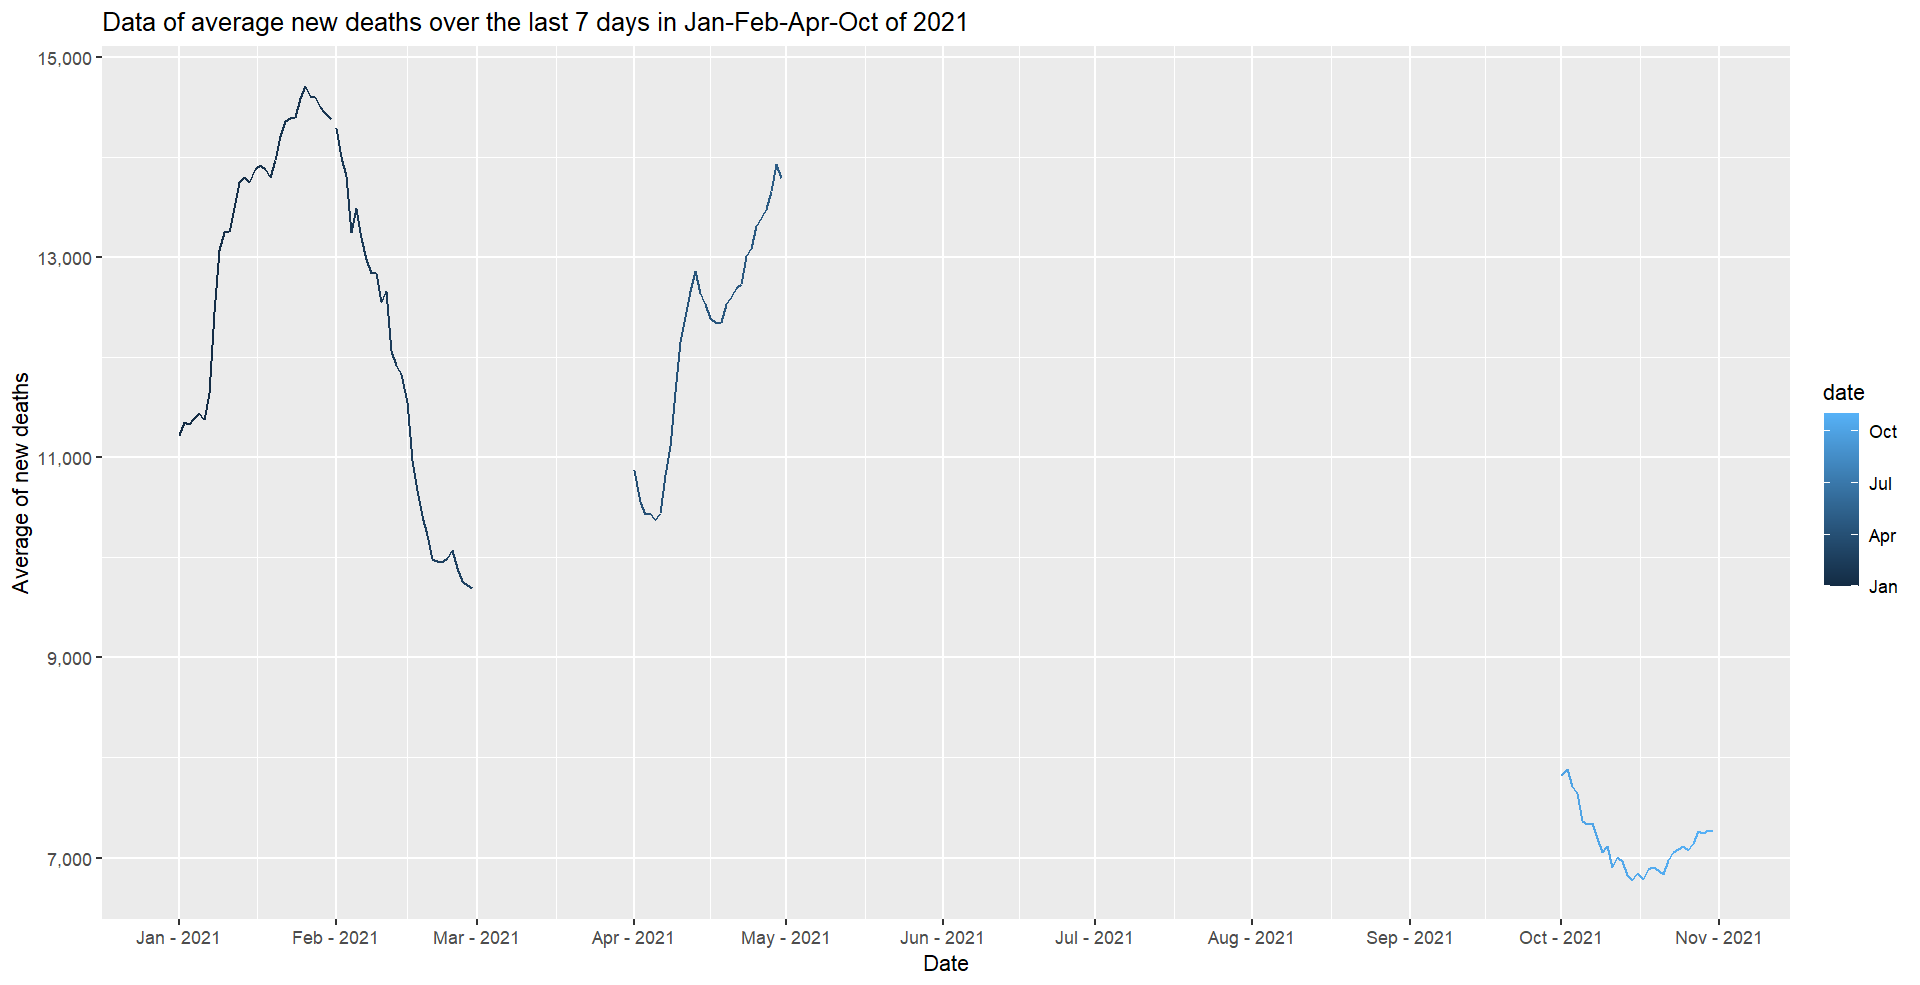 Data of average new deaths over the last 7 days in Jan-Feb-Apr-Oct of 2021
Average of new deaths
15,000
13,000
11,000
9,000
7,000
Jan - 2021
Feb - 2021
Mar - 2021
Apr - 2021
May - 2021
Jun - 2021
Jul - 2021
Aug - 2021
Sep - 2021
Oct - 2021
Nov - 2021
Date
date
Oct
Jul
Apr
Jan